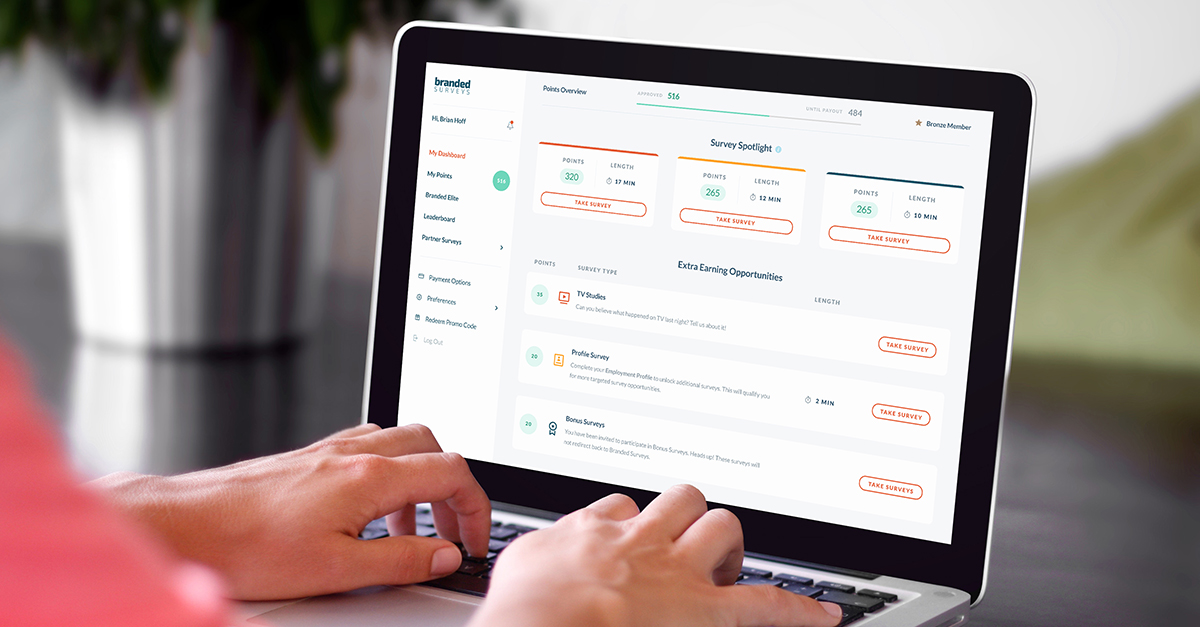 branded
SURVEYS
Hi, Brian Hoff
My Dashboard
My Points
516
Branded Elite
Leaderboard
Partner Surveys
Payment Options
Preferences
Redeem Promo Code
Log Out
Points Overview
APPROVED 516
UNTIL PAYOUT 484
Bronze Member
Survey Spotlight
POINTS LENGTH
320 17 MIN
TAKE SURVEY
POINTS LENGTH
265 12 MIN
TAKE SURVEY
POINTS LENGTH
265 10 MIN
TAKE SURVEY
Extra Earning Opportunities
POINTS SURVEY TYPE LENGTH
35 TV Studies
Can you believe what happened on TV last night? Tell us about it!
TAKE SURVEY
20 Profile Survey
Complete your Employment Profile to unlock additional surveys. This will qualify you
for more targeted survey opportunities.
2 MIN
TAKE SURVEY
20 Bonus Surveys
You have been invited to participate in Bonus Surveys. Heads up! These surveys will
not redirect back to Branded Surveys.
TAKE SURVEYS